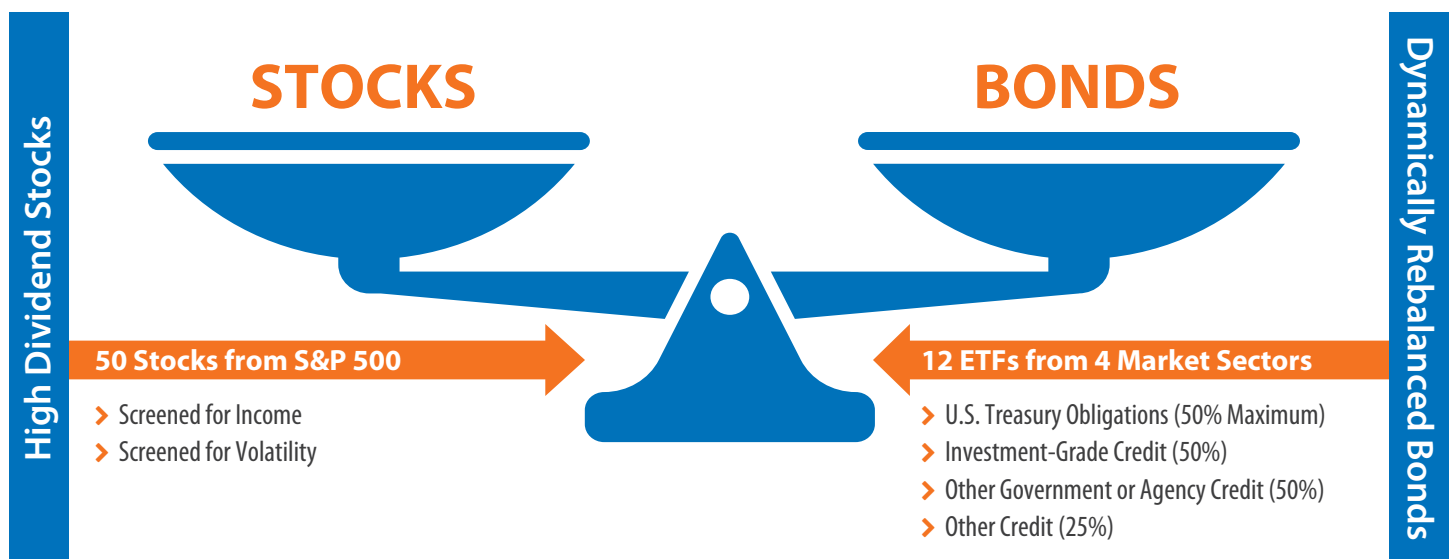 High Dividend Stocks
STOCKS
50 Stocks from S&P 500
Screened for Income
Screened for Volatility
BONDS
12 ETFs from 4 Market Sectors
U.S. Treasury Obligations (50% Maximum)
Investment-Grade Credit (50%)
Other Government or Agency Credit (50%)
Other Credit (25%)
Dynamically Rebalanced Bonds